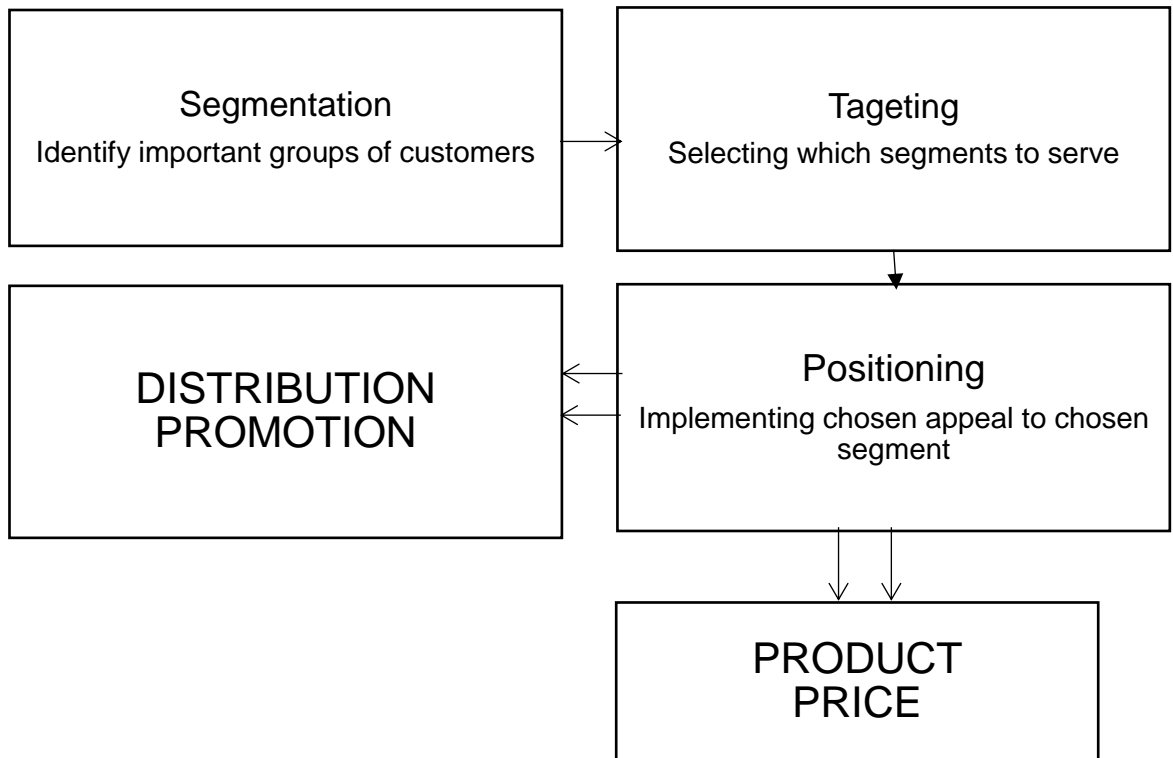 Segmentation
Identify important groups of customers
Tageting
Selecting which segments to serve
Positioning
Implementing chosen appeal to chosen
segment
DISTRIBUTION
PROMOTION
PRODUCT
PRICE